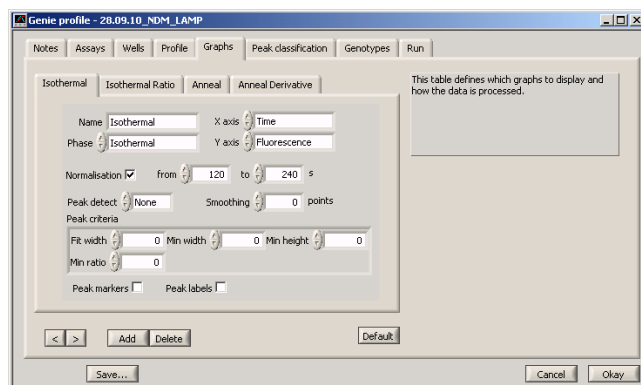 Genie profile - 28.09.10_NDM_LAMP
Notes Assays Wells Profile Graphs Peak classification Genotypes Run
Isothermal Isothermal Ratio Anneal Anneal Derivative
This table defines which graphs to display and
how the data is processed.
Name Isothermal X axis Time
Phase Isothermal Y axis Fluorescence
Normalisation from 120 to 240 s
Peak detect None Smoothing 0 points
Peak criteria
Fit width 0 Min width 0 Min height 0
Min ratio 0
Peak markers Peak labels
< > Add Delete Default
Save... Cancel Okay